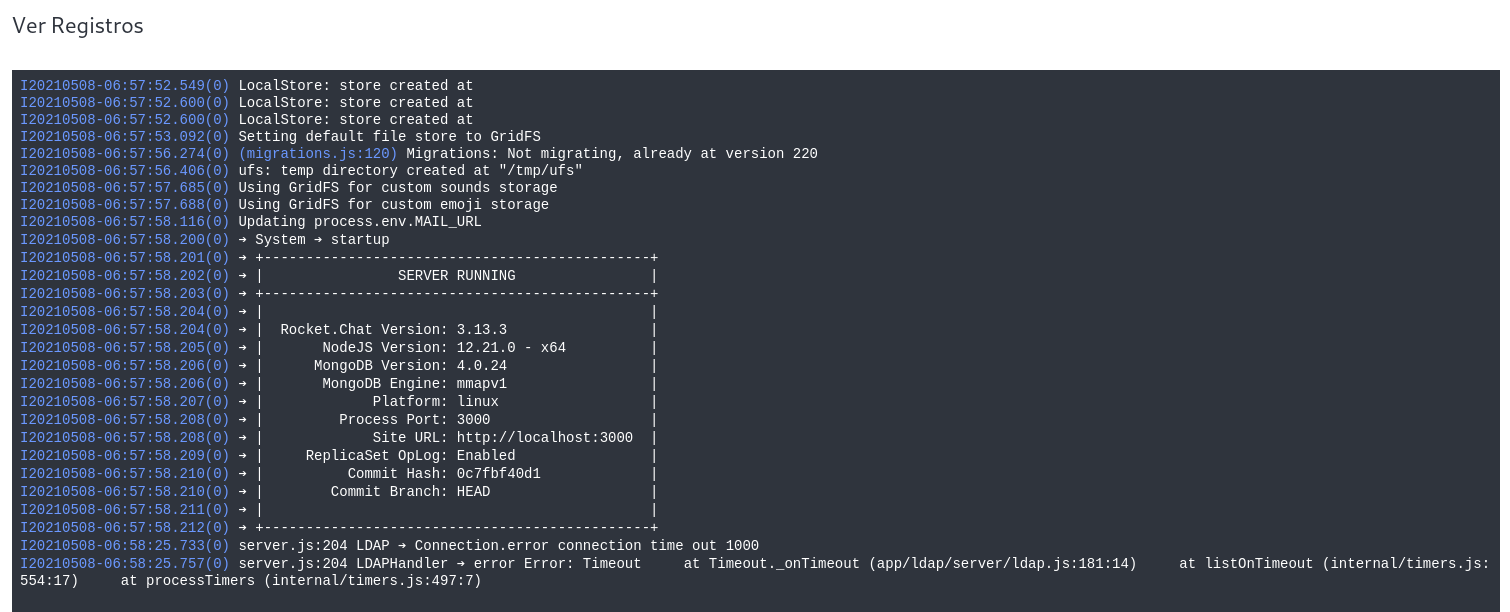 Ver Registros
I20210508-06:57:52.549(0) LocalStore: store created at
I20210508-06:57:52.600(0) LocalStore: store created at
I20210508-06:57:52.600(0) LocalStore: store created at
I20210508-06:57:53.092(0) Setting default file store to GridFS
I20210508-06:57:56.274(0) (migrations.js:120) Migrations: Not migrating, already at version 220
I20210508-06:57:56.406(0) ufs: temp directory created at "/tmp/ufs"
I20210508-06:57:57.685(0) Using GridFS for custom sounds storage
I20210508-06:57:57.688(0) Using GridFS for custom emoji storage
I20210508-06:57:58.116(0) Updating process.env.MAIL_URL
I20210508-06:57:58.200(0) ➔ System ➔ startup
I20210508-06:57:58.201(0) ➔ +----------------------------------------------+
I20210508-06:57:58.202(0) ➔ |                SERVER RUNNING                |
I20210508-06:57:58.203(0) ➔ +----------------------------------------------+
I20210508-06:57:58.204(0) ➔ |                                              |
I20210508-06:57:58.204(0) ➔ |  Rocket.Chat Version: 3.13.3                 |
I20210508-06:57:58.205(0) ➔ |       NodeJS Version: 12.21.0 - x64          |
I20210508-06:57:58.206(0) ➔ |      MongoDB Version: 4.0.24                 |
I20210508-06:57:58.206(0) ➔ |       MongoDB Engine: mmapv1                 |
I20210508-06:57:58.207(0) ➔ |             Platform: linux                  |
I20210508-06:57:58.208(0) ➔ |         Process Port: 3000                   |
I20210508-06:57:58.208(0) ➔ |             Site URL: http://localhost:3000  |
I20210508-06:57:58.209(0) ➔ |     ReplicaSet OpLog: Enabled                |
I20210508-06:57:58.210(0) ➔ |          Commit Hash: 0c7fbf40d1             |
I20210508-06:57:58.210(0) ➔ |        Commit Branch: HEAD                   |
I20210508-06:57:58.211(0) ➔ |                                              |
I20210508-06:57:58.212(0) ➔ +----------------------------------------------+
I20210508-06:58:25.733(0) server.js:204 LDAP ➔ Connection.error connection time out 1000
I20210508-06:58:25.757(0) server.js:204 LDAPHandler ➔ error Error: Timeout     at Timeout._onTimeout (app/ldap/server/ldap.js:181:14)     at listOnTimeout (internal/timers.js:
554:17)     at processTimers (internal/timers.js:497:7)